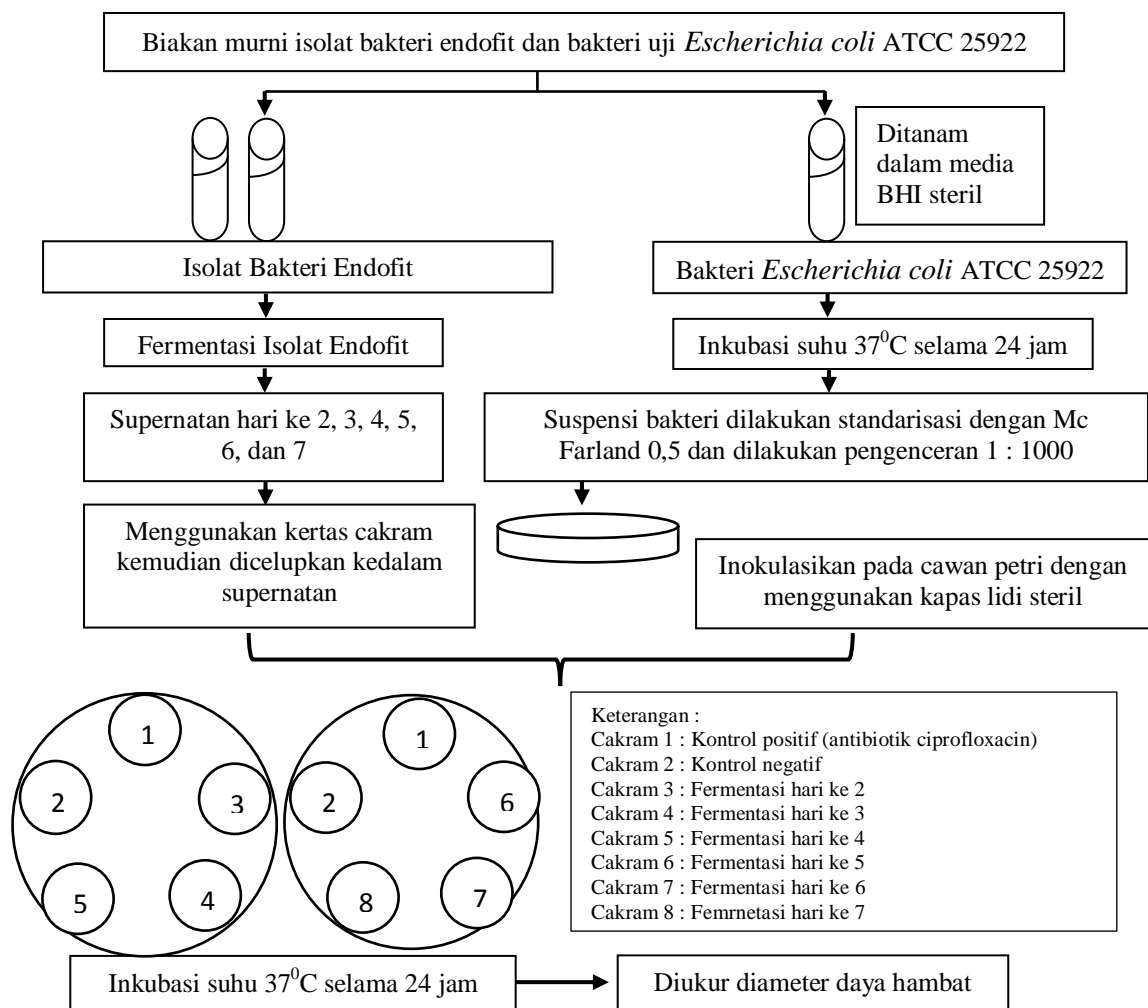 Biakan murni isolat bakteri endofit dan bakteri uji Escherichia coli ATCC 25922
Ditanam
dalam media
BHI steril
Isolat Bakteri Endofit
Bakteri Escherichia coli ATCC 25922
Fermentasi Isolat Endofit
Inkubasi suhu 37⁰C selama 24 jam
Supernatan hari ke 2, 3, 4, 5,
6, dan 7
Suspensi bakteri dilakukan standarisasi dengan Mc
Farland 0,5 dan dilakukan pengenceran 1 : 1000
Menggunakan kertas cakram
kemudian dicelupkan kedalam
supernatan
Inokulasikan pada cawan petri dengan
menggunakan kapas lidi steril
1
2
3
5
4
1
2
6
8
7
Keterangan :
Cakram 1 : Kontrol positif (antibiotik ciprofloxacin)
Cakram 2 : Kontrol negatif
Cakram 3 : Fermentasi hari ke 2
Cakram 4 : Fermentasi hari ke 3
Cakram 5 : Fermentasi hari ke 4
Cakram 6 : Fermentasi hari ke 5
Cakram 7 : Fermentasi hari ke 6
Cakram 8 : Femrnetasi hari ke 7
Inkubasi suhu 37⁰C selama 24 jam
Diukur diameter daya hambat